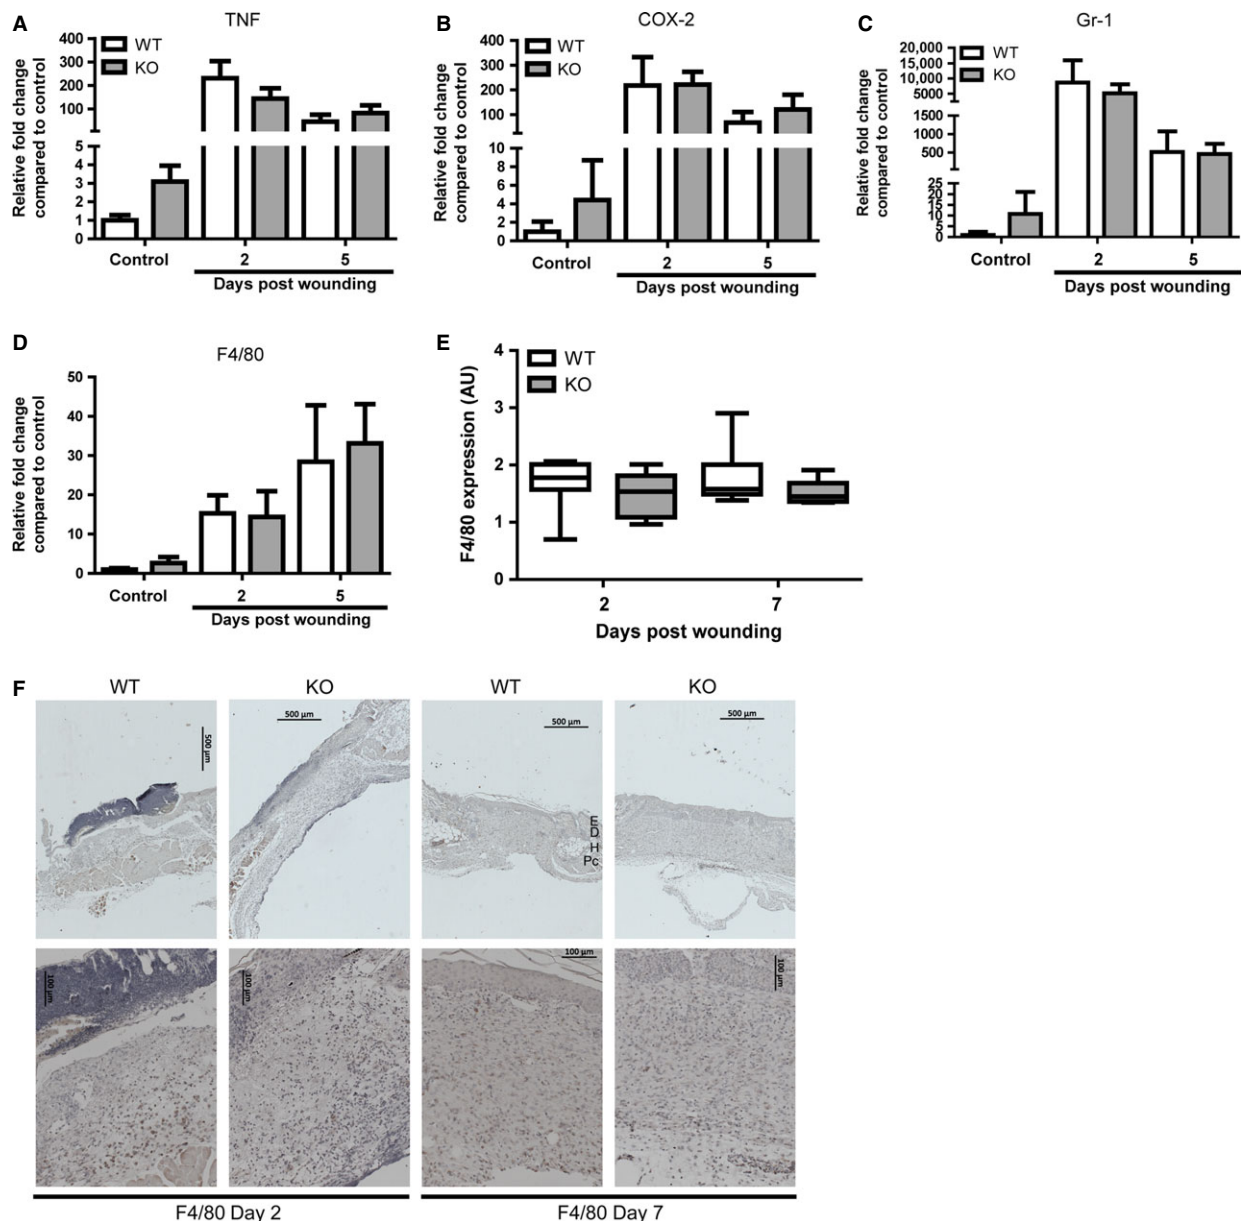 A
TNF
Relative fold change
compared to control
400
300
200
100
5
4
3
2
1
0
WT
KO
Control
2
5
Days post wounding
B
COX-2
Relative fold change
compared to control
400
300
200
100
10
8
6
4
2
0
WT
KO
Control
2
5
Days post wounding
C
Gr-1
Relative fold change
compared to control
20,000
15,000
10,000
5000
1500
1000
500
25
20
15
10
5
0
WT
KO
Control
2
5
Days post wounding
D
F4/80
Relative fold change
compared to control
50
40
30
20
10
0
Control
2
5
Days post wounding
E
F4/80 expression (AU)
4
3
2
1
0
WT
KO
2
7
Days post wounding
F
WT
KO
WT
KO
500 µm
500 µm
500 µm
500 µm
E
D
H
Pc
100 µm
100 µm
100 µm
100 µm
F4/80 Day 2
F4/80 Day 7